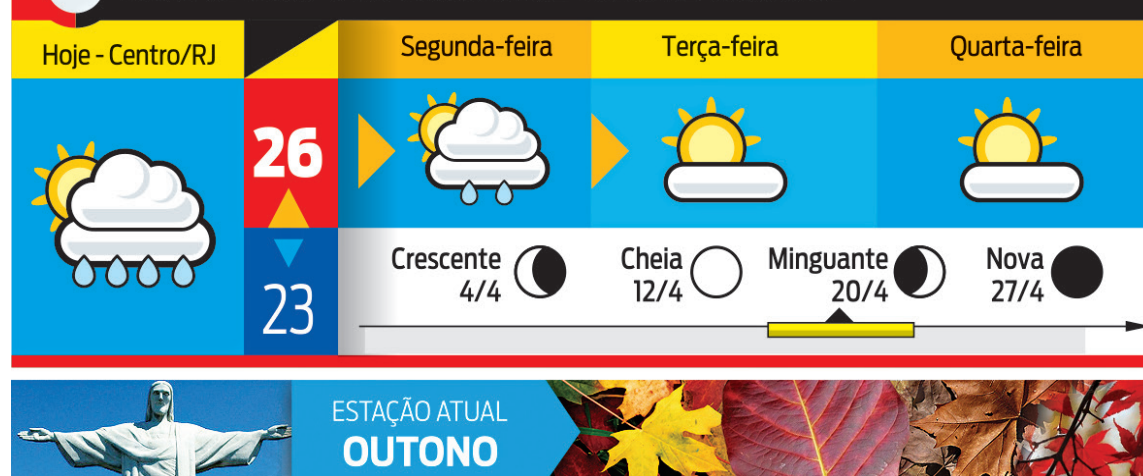 Hoje - Centro/RJ
Segunda-feira
Terça-feira
Quarta-feira
26
23
Crescente
4/4
Cheia
12/4
Minguante
20/4
Nova
27/4
ESTAÇÃO ATUAL
OUTONO